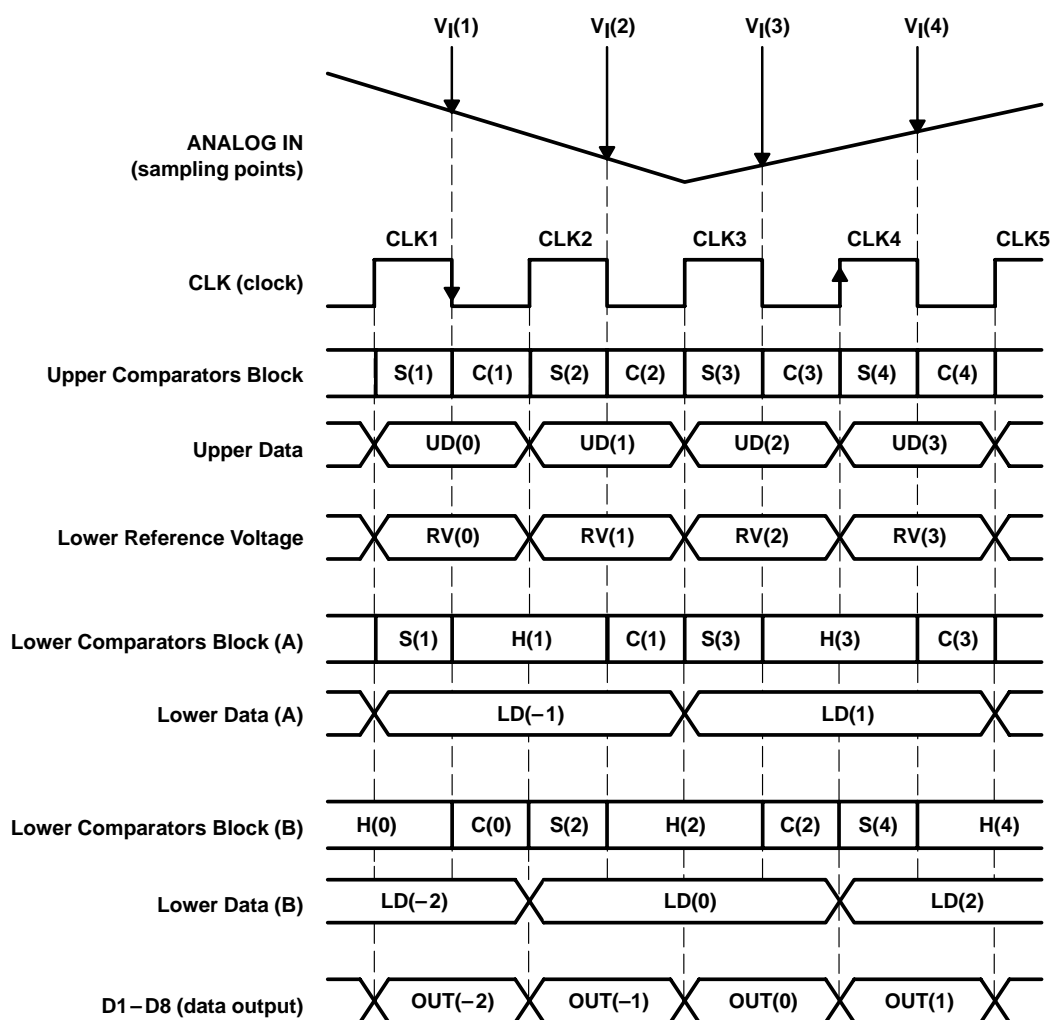 VI(1) VI(2) VI(3) VI(4)
ANALOG IN
(sampling points)
CLK1 CLK2 CLK3 CLK4 CLK5
CLK (clock)
Upper Comparators Block S(1) C(1) S(2) C(2) S(3) C(3) S(4) C(4)
Upper Data UD(0) UD(1) UD(2) UD(3)
Lower Reference Voltage RV(0) RV(1) RV(2) RV(3)
Lower Comparators Block (A) S(1) H(1) C(1) S(3) H(3) C(3)
Lower Data (A) LD(−1) LD(1)
Lower Comparators Block (B) H(0) C(0) S(2) H(2) C(2) S(4) H(4)
Lower Data (B) LD(−2) LD(0) LD(2)
D1−D8 (data output) OUT(−2) OUT(−1) OUT(0) OUT(1)